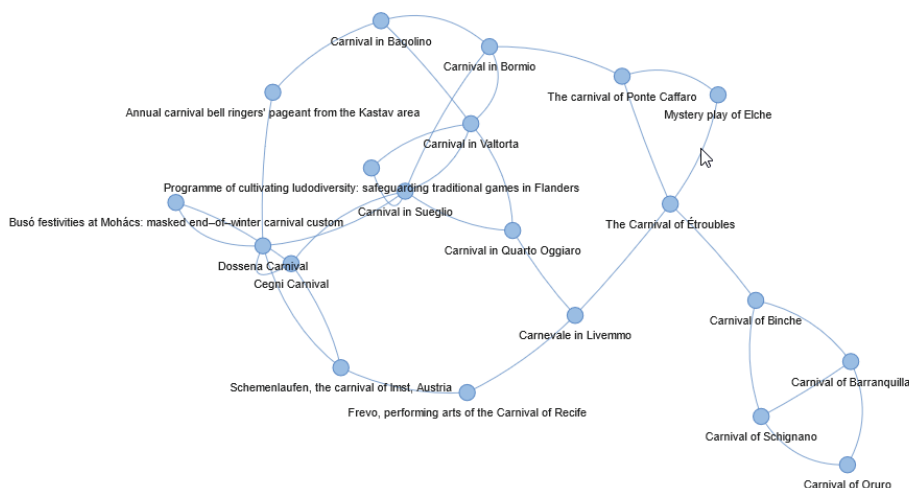 Carnival in Bagolino
Carnival in Bormio
The carnival of Ponte Caffaro
Annual carnival bell ringers' pageant from the Kastav area
Mystery play of Elche
Carnival in Valtorta
Programme of cultivating ludodiversity: safeguarding traditional games in Flanders
Carnival in Sueglio
Busó festivities at Mohács: masked end-of-winter carnival custom
The Carnival of Étroubles
Carnival in Quarto Oggiaro
Dossena Carnival
Cegni Carnival
Carnival of Binche
Carnevale in Livemmo
Schemenlaufen, the carnival of Imst, Austria
Carnival of Barranquilla
Frevo, performing arts of the Carnival of Recife
Carnival of Schignano
Carnival of Oruro